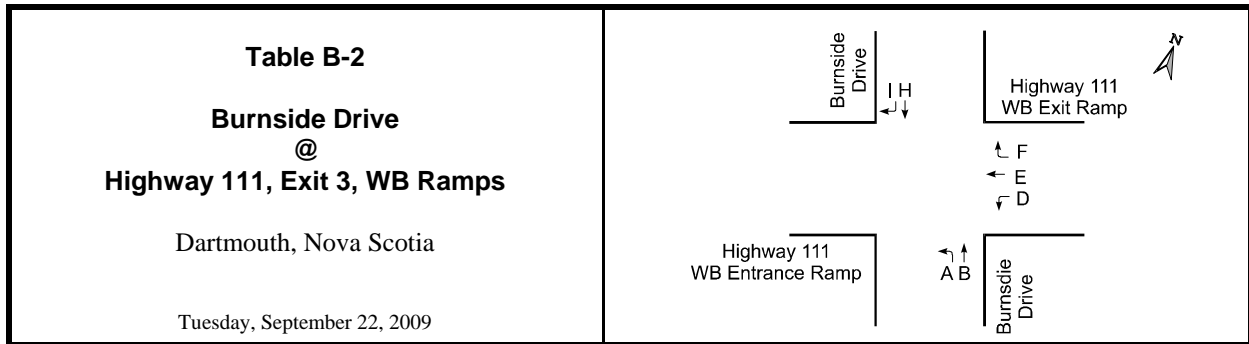 Table B-2
Burnside Drive
@
Highway 111, Exit 3, WB Ramps
Dartmouth, Nova Scotia
Tuesday, September 22, 2009
Burnside
Drive
N
I H
Highway 111
WB Exit Ramp
F
E
D
Highway 111
WB Entrance Ramp
A B
Burnsdie
Drive